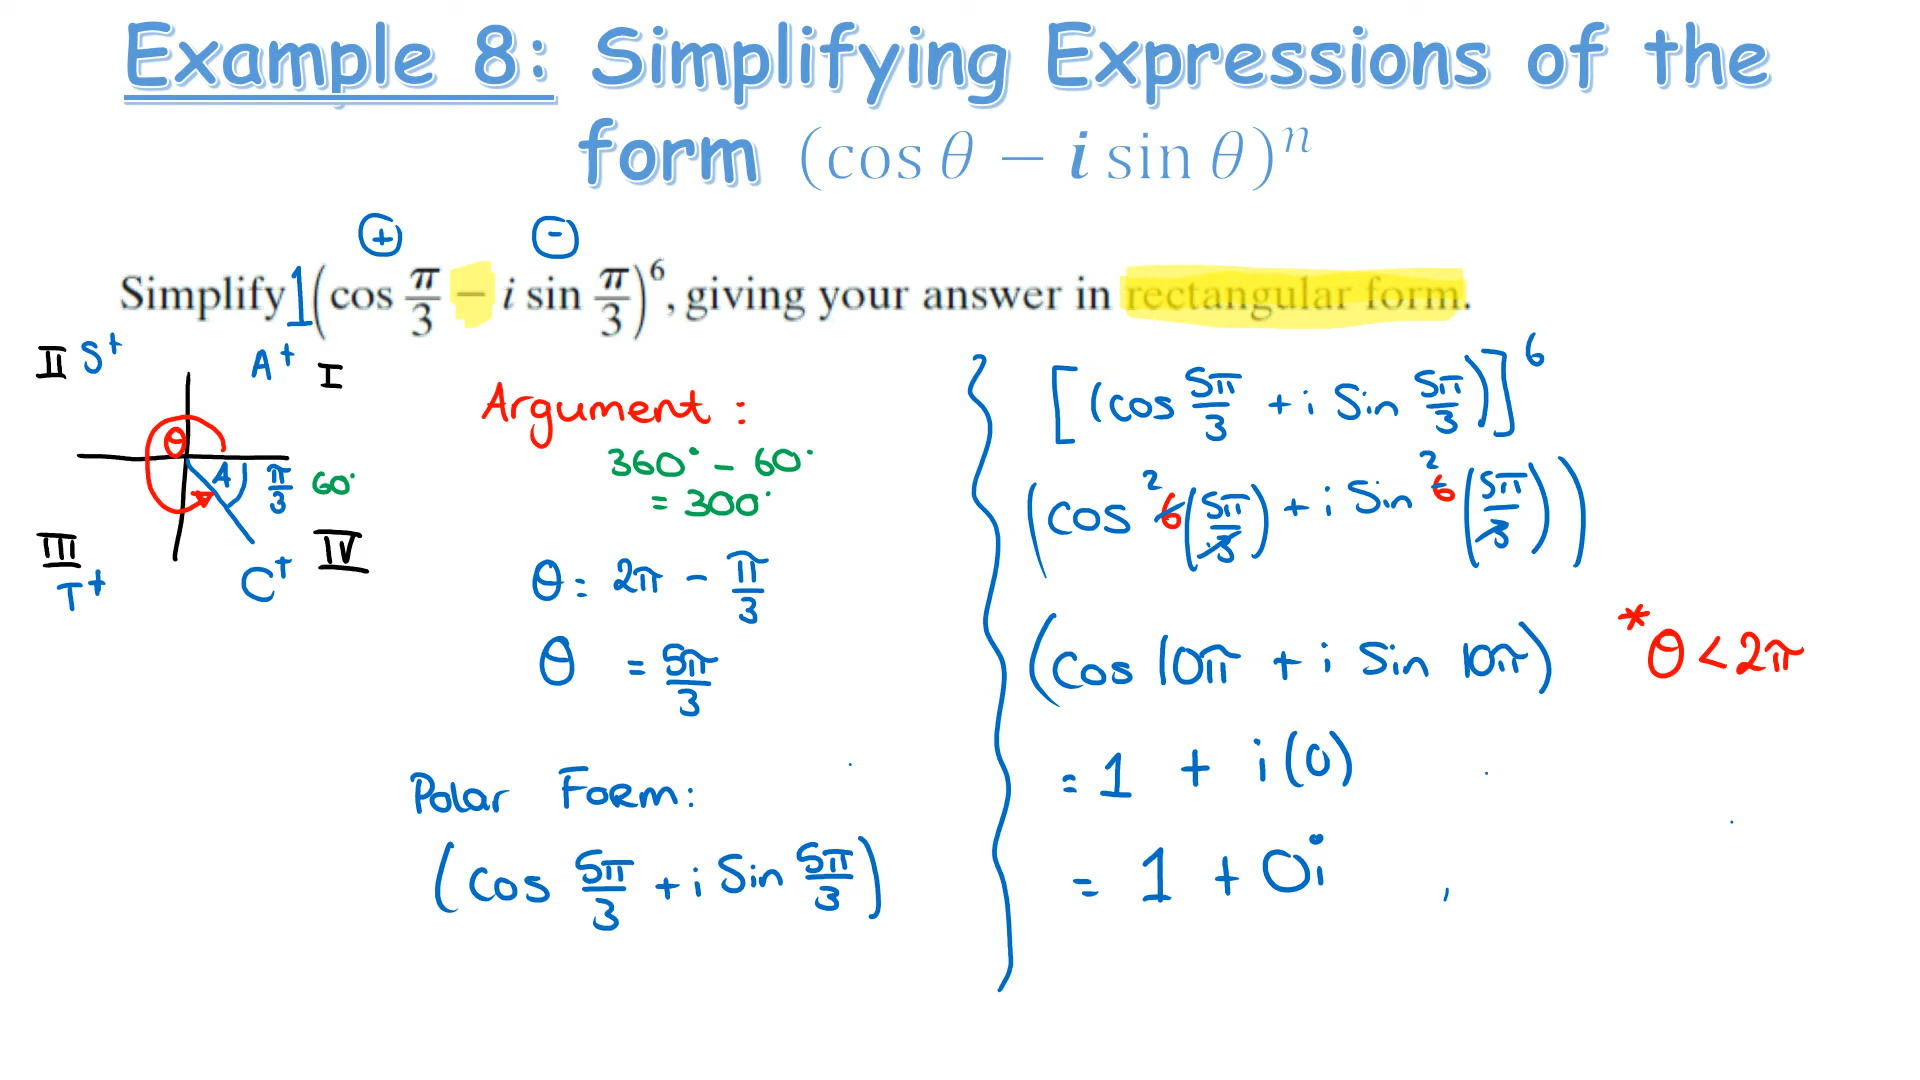 Example 8: Simplifying Expressions of the
form (cos θ − i sin θ)ⁿ
+ -
Simplify 1(cos π/3 − i sin π/3)⁶, giving your answer in rectangular form.
II S⁺ A⁺ I
θ A π/3 60°
III T⁺ C⁺ IV
Argument:
360° - 60°
= 300°
θ = 2π - π/3
θ = 5π/3
Polar Form:
(cos 5π/3 + i Sin 5π/3)
[(cos 5π/3 + i Sin 5π/3)]⁶
(cos 6 2 (5π/3) + i Sin 6 2 (5π/3))
(cos 10π + i Sin 10π) * θ < 2π
= 1 + i(0)
= 1 + 0i